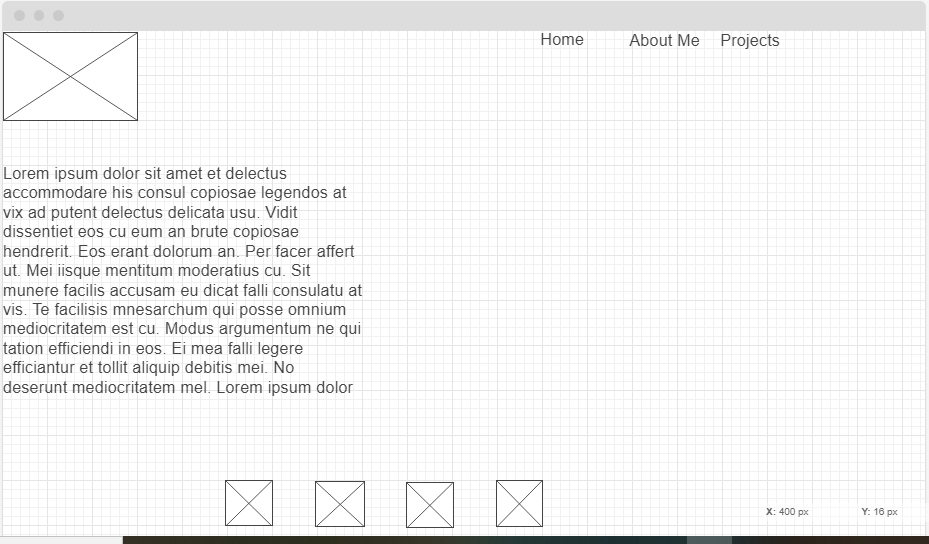 Home About Me Projects
Lorem ipsum dolor sit amet et delectus
accommodare his consul copiosae legendos at
vix ad putent delectus delicata usu. Vidit
dissentiet eos cu eum an brute copiosae
hendrerit. Eos erant dolorum an. Per facer affert
ut. Mei iisque mentitum moderatius cu. Sit
munere facilis accusam eu dicat falli consulatu at
vis. Te facilisis mnesarchum qui posse omnium
mediocritatem est cu. Modus argumentum ne qui
tation efficiendi in eos. Ei mea falli legere
efficiantur et tollit aliquip debitis mei. No
deserunt mediocritatem mel. Lorem ipsum dolor
X: 400 px Y: 16 px